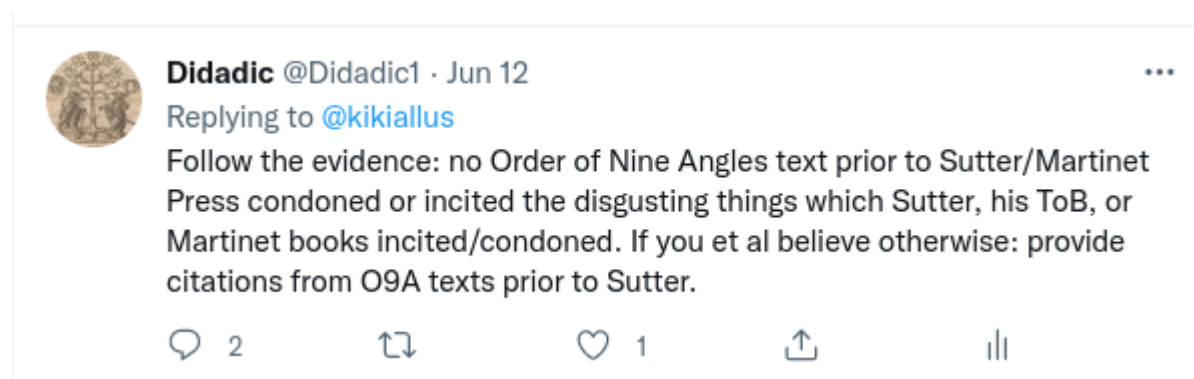 Didadic @Didadic1 · Jun 12
Replying to @kikiallus
Follow the evidence: no Order of Nine Angles text prior to Sutter/Martinet
Press condoned or incited the disgusting things which Sutter, his ToB, or
Martinet books incited/condoned. If you et al believe otherwise: provide
citations from O9A texts prior to Sutter.
2 1